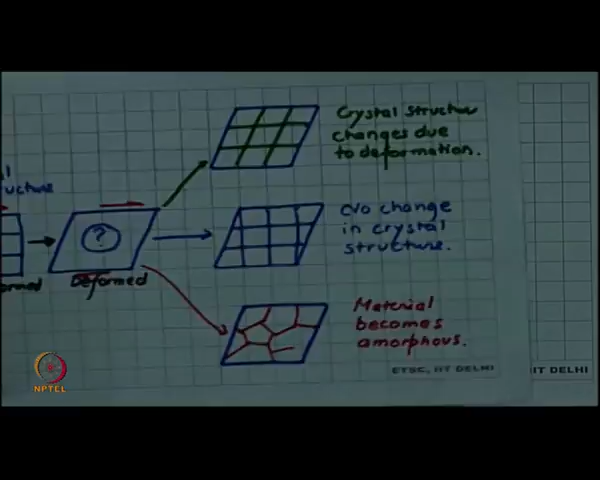 Crystal Structure
changes due
to deformation.
No change
in crystal
structure.
?
Deformed
Material
becomes
amorphous.
ETSC, IIT DELHI
IIT DELHI
NPTEL